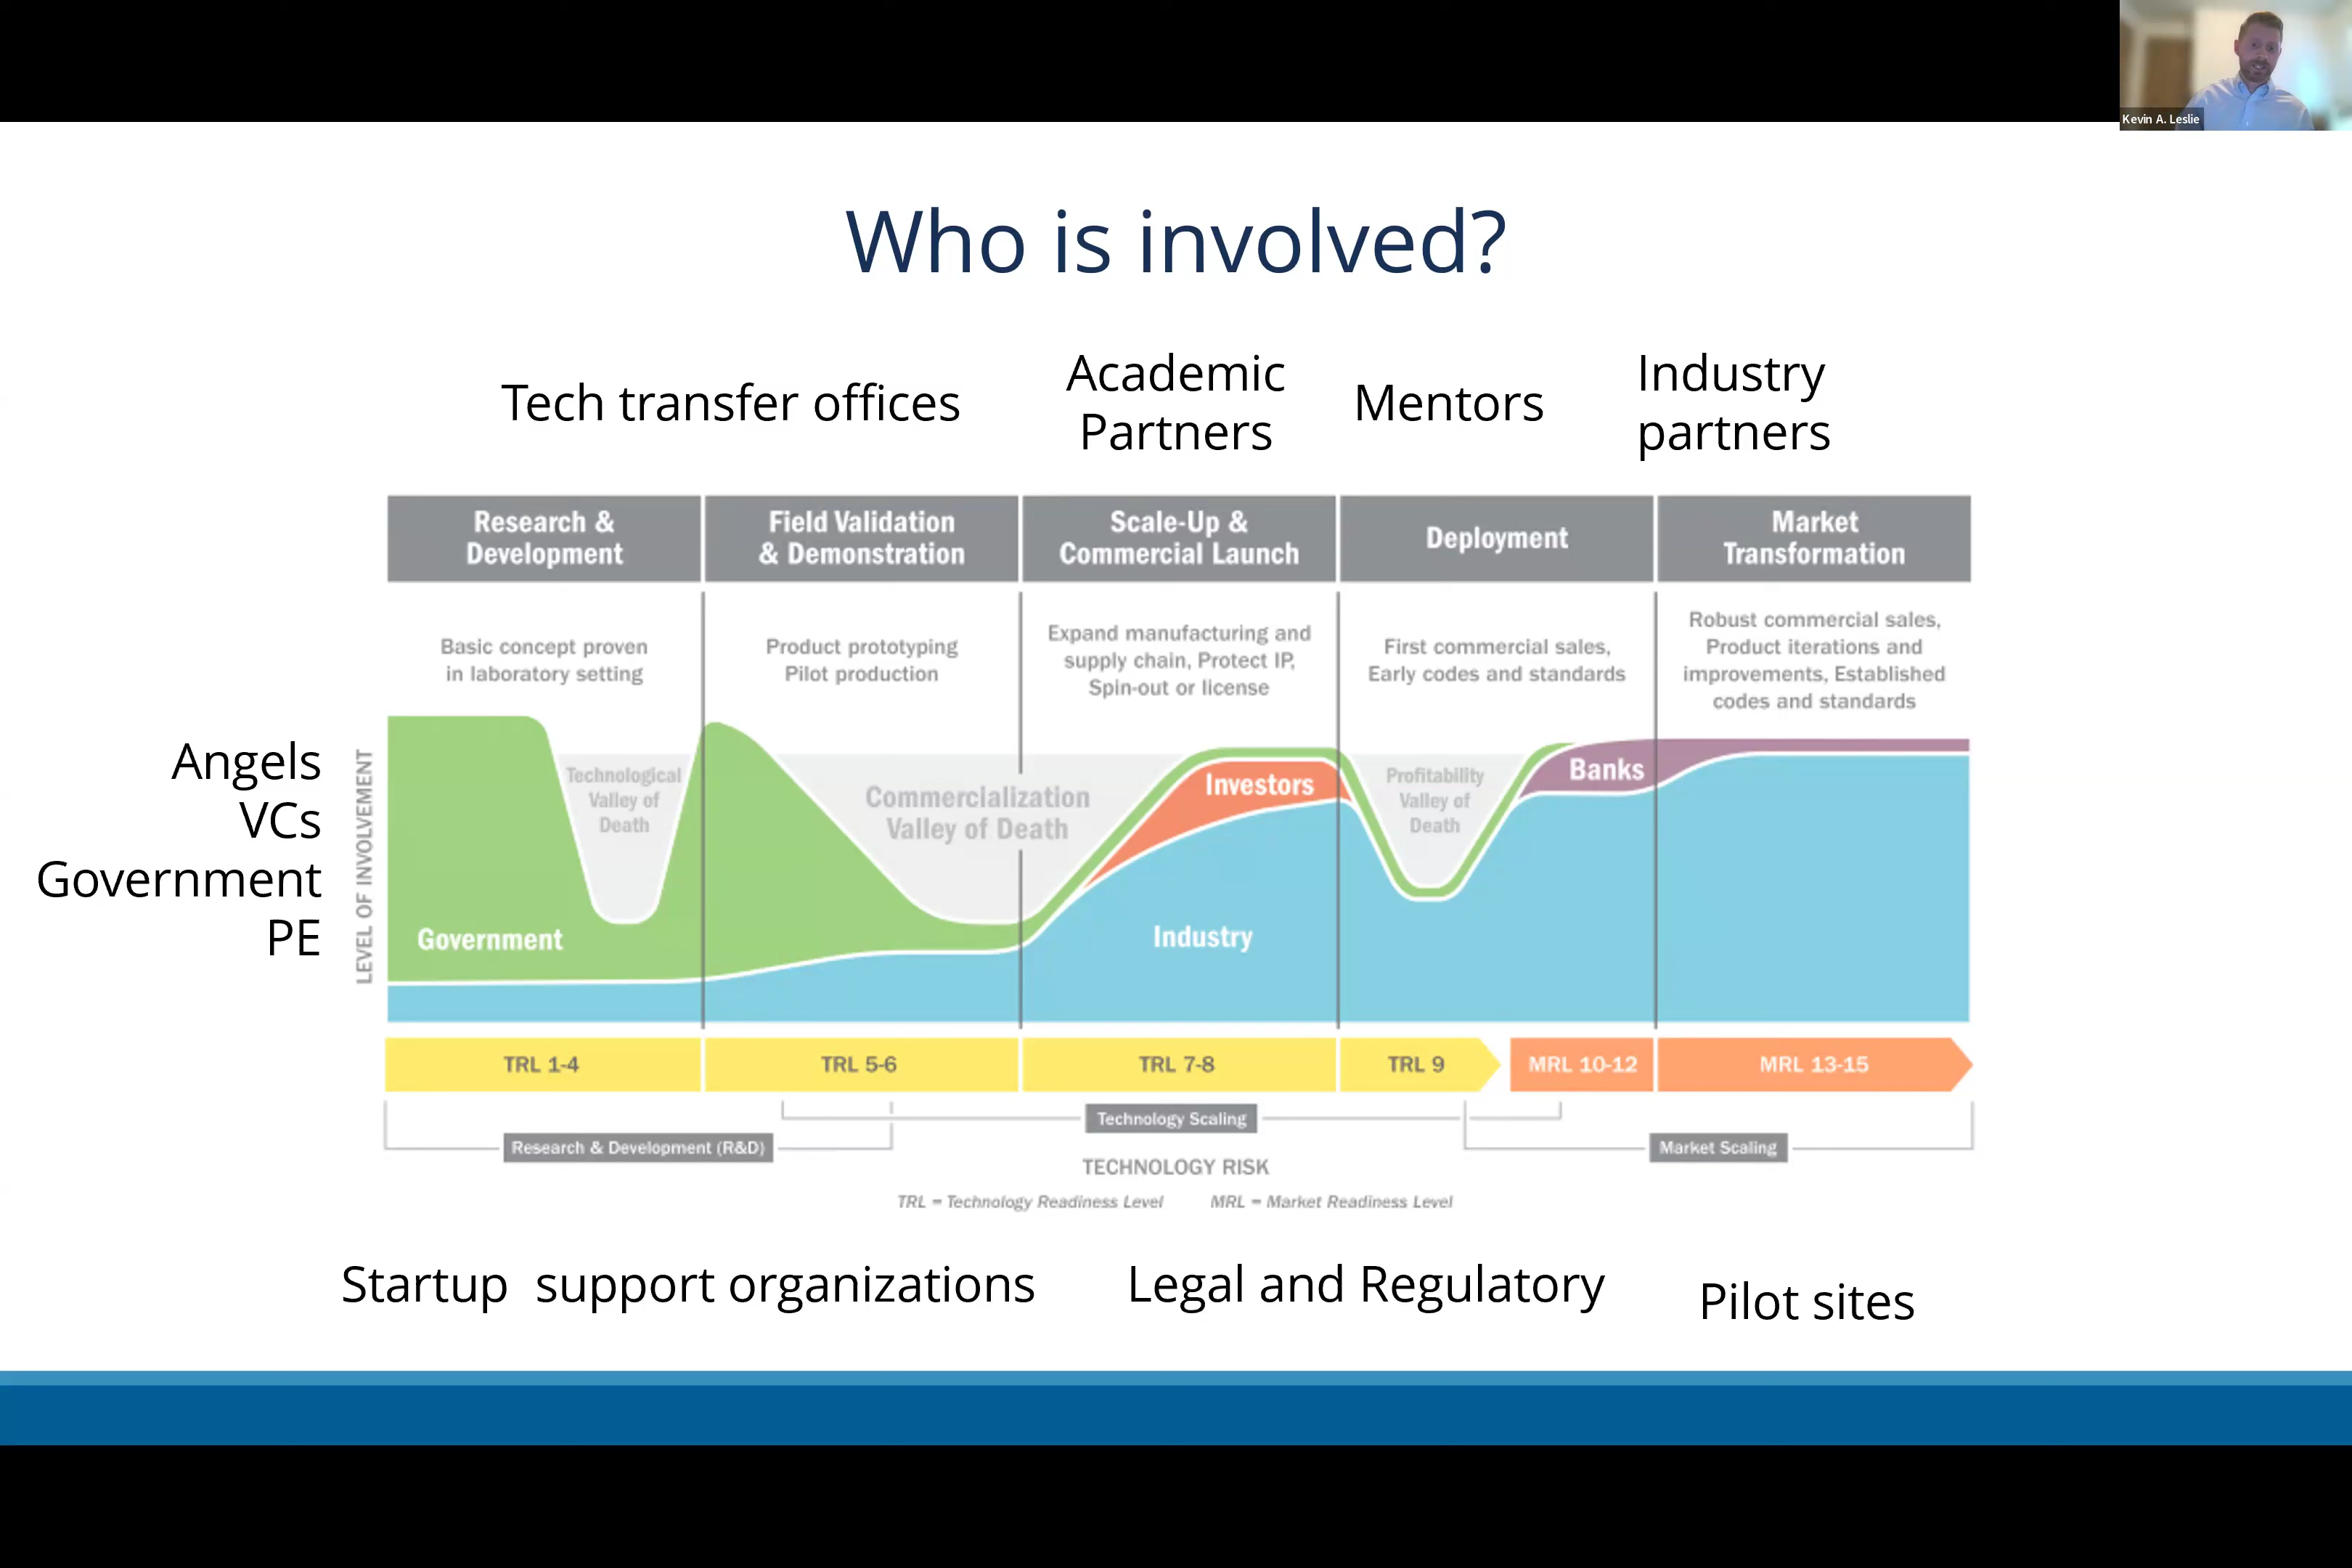 Kevin A. Leslie
Who is involved?
Tech transfer offices
Academic
Partners
Mentors
Industry
partners
Research &
Development
Field Validation
& Demonstration
Scale-Up &
Commercial Launch
Deployment
Market
Transformation
Basic concept proven
in laboratory setting
Product prototyping
Pilot production
Expand manufacturing and
supply chain, Protect IP,
Spin-out or license
First commercial sales,
Early codes and standards
Robust commercial sales,
Product iterations and
improvements, Established
codes and standards
Angels
VCs
Government
PE
LEVEL OF INVOLVEMENT
Technological
Valley of
Death
Commercialization
Valley of Death
Investors
Profitability
Valley of
Death
Banks
Government
Industry
TRL 1-4
TRL 5-6
TRL 7-8
TRL 9
MRL 10-12
MRL 13-15
Technology Scaling
Research & Development (R&D)
Market Scaling
TECHNOLOGY RISK
TRL = Technology Readiness Level
MRL = Market Readiness Level
Startup  support organizations
Legal and Regulatory
Pilot sites